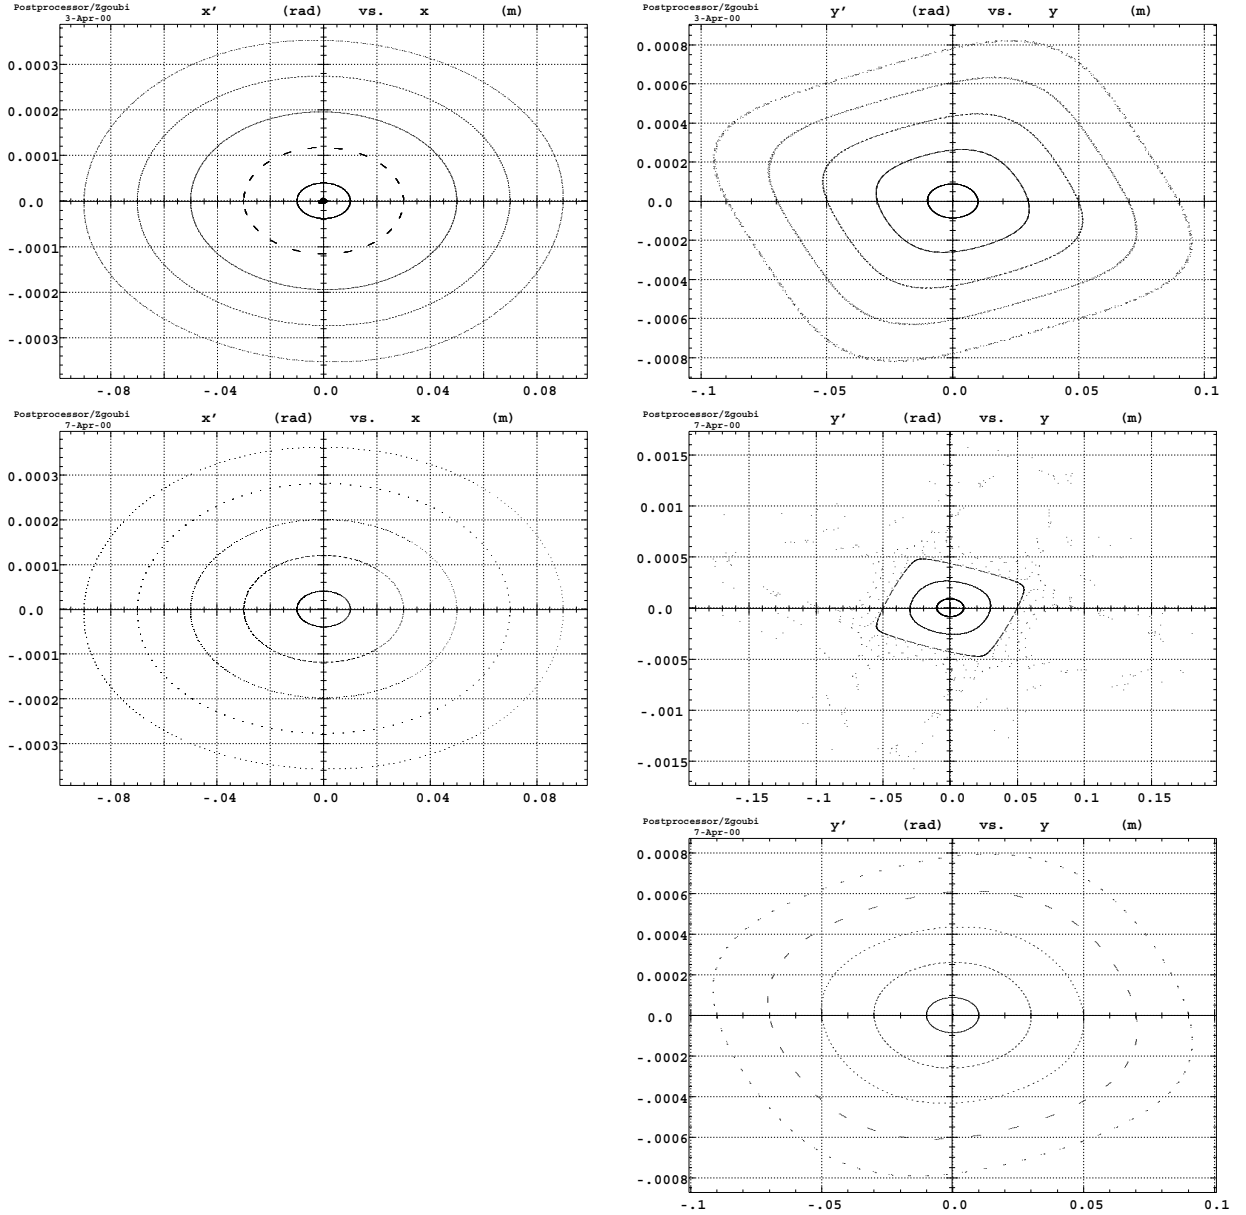 Postprocessor/Zgoubi
3-Apr-00
x' (rad) vs. x (m)
0.0003
0.0002
0.0001
0.0
-.0001
-.0002
-.0003
-.08 -.04 0.0 0.04 0.08
Postprocessor/Zgoubi
3-Apr-00
y' (rad) vs. y (m)
0.0008
0.0006
0.0004
0.0002
0.0
-.0002
-.0004
-.0006
-.0008
-.1 -.05 0.0 0.05 0.1
Postprocessor/Zgoubi
7-Apr-00
x' (rad) vs. x (m)
0.0003
0.0002
0.0001
0.0
-.0001
-.0002
-.0003
-.08 -.04 0.0 0.04 0.08
Postprocessor/Zgoubi
7-Apr-00
y' (rad) vs. y (m)
0.0015
0.001
0.0005
0.0
-.0005
-.001
-.0015
-.15 -.1 -.05 0.0 0.05 0.1 0.15
Postprocessor/Zgoubi
7-Apr-00
y' (rad) vs. y (m)
0.0008
0.0006
0.0004
0.0002
0.0
-.0002
-.0004
-.0006
-.0008
-.1 -.05 0.0 0.05 0.1